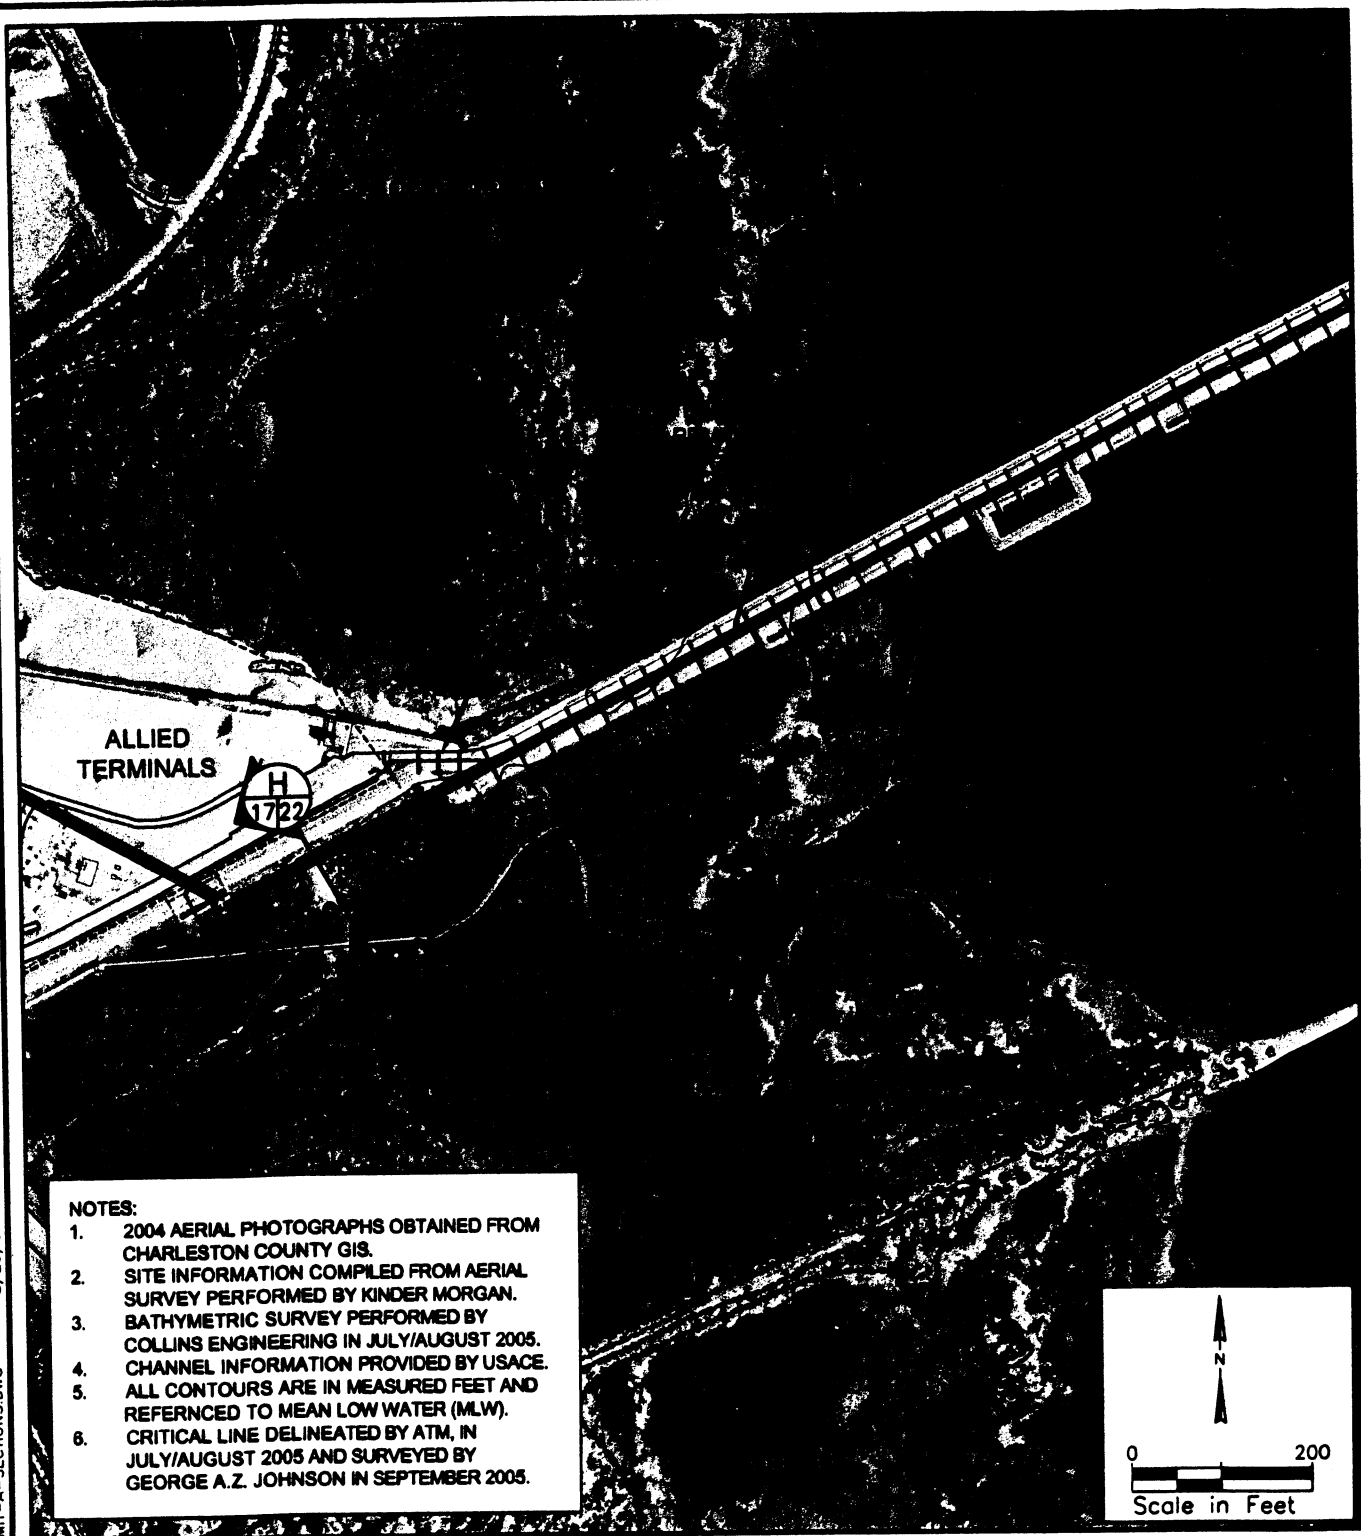 ALLIED
TERMINALS
H
1722
NOTES:
1. 2004 AERIAL PHOTOGRAPHS OBTAINED FROM
CHARLESTON COUNTY GIS.
2. SITE INFORMATION COMPILED FROM AERIAL
SURVEY PERFORMED BY KINDER MORGAN.
3. BATHYMETRIC SURVEY PERFORMED BY
COLLINS ENGINEERING IN JULY/AUGUST 2005.
4. CHANNEL INFORMATION PROVIDED BY USACE.
5. ALL CONTOURS ARE IN MEASURED FEET AND
REFERNCED TO MEAN LOW WATER (MLW).
6. CRITICAL LINE DELINEATED BY ATM, IN
JULY/AUGUST 2005 AND SURVEYED BY
GEORGE A.Z. JOHNSON IN SEPTEMBER 2005.
N
0 200
Scale in Feet